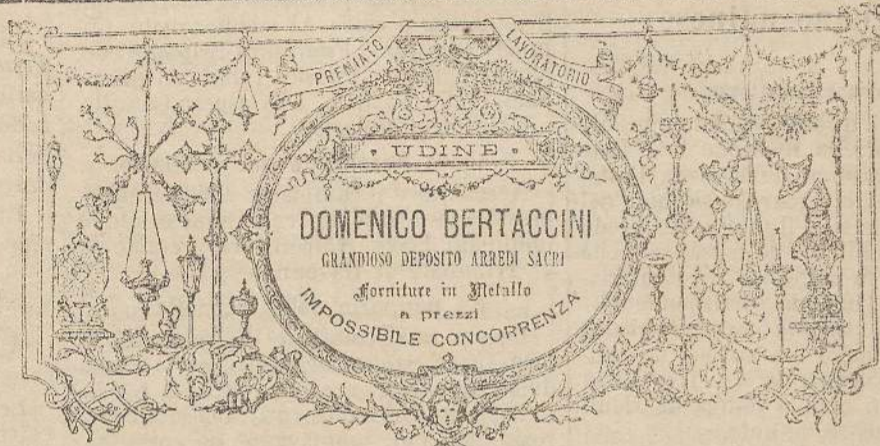 PREMIATO LAVORATORIO
• UDINE •
DOMENICO BERTACCINI
GRANDIOSO DEPOSITO ARREDI SACRI
Forniture in Metallo
a prezzi
IMPOSSIBILE CONCORRENZA